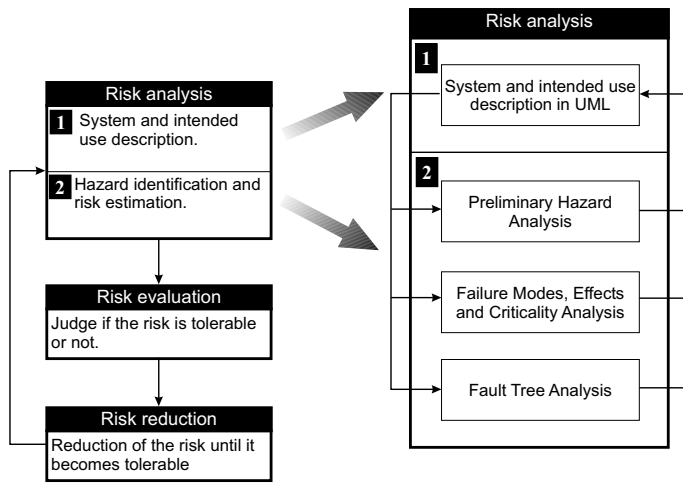 Risk analysis
1 System and intended
use description.
2 Hazard identification and
risk estimation.
Risk evaluation
Judge if the risk is tolerable
or not.
Risk reduction
Reduction of the risk until it
becomes tolerable
Risk analysis
1
System and intended use
description in UML
2
Preliminary Hazard
Analysis
Failure Modes, Effects
and Criticality Analysis
Fault Tree Analysis